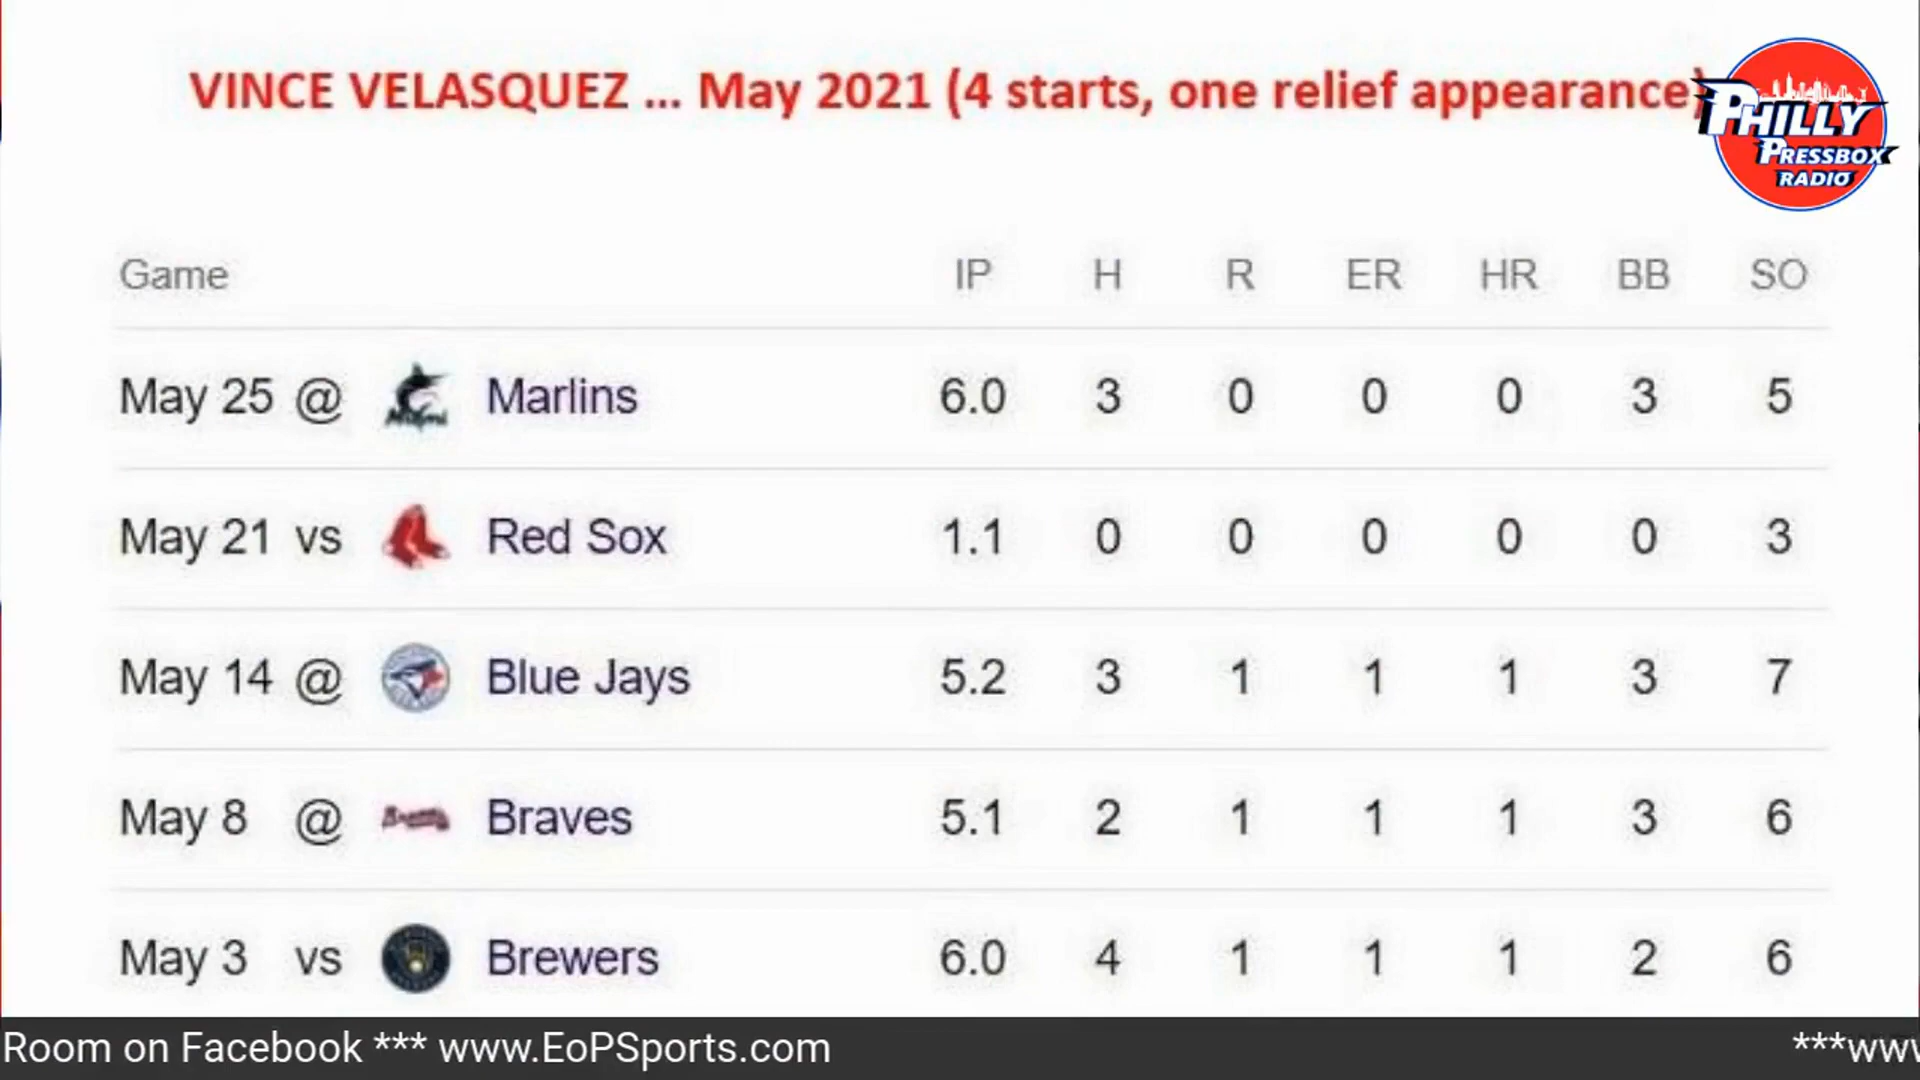 VINCE VELASQUEZ ... May 2021 (4 starts, one relief appearance)
PHILLY
PRESSBOX
RADIO
Game IP H R ER HR BB SO
May 25 @ Marlins 6.0 3 0 0 0 3 5
May 21 vs Red Sox 1.1 0 0 0 0 0 3
May 14 @ Blue Jays 5.2 3 1 1 1 3 7
May 8 @ Braves 5.1 2 1 1 1 3 6
May 3 vs Brewers 6.0 4 1 1 1 2 6
Room on Facebook *** www.EoPSports.com ***www